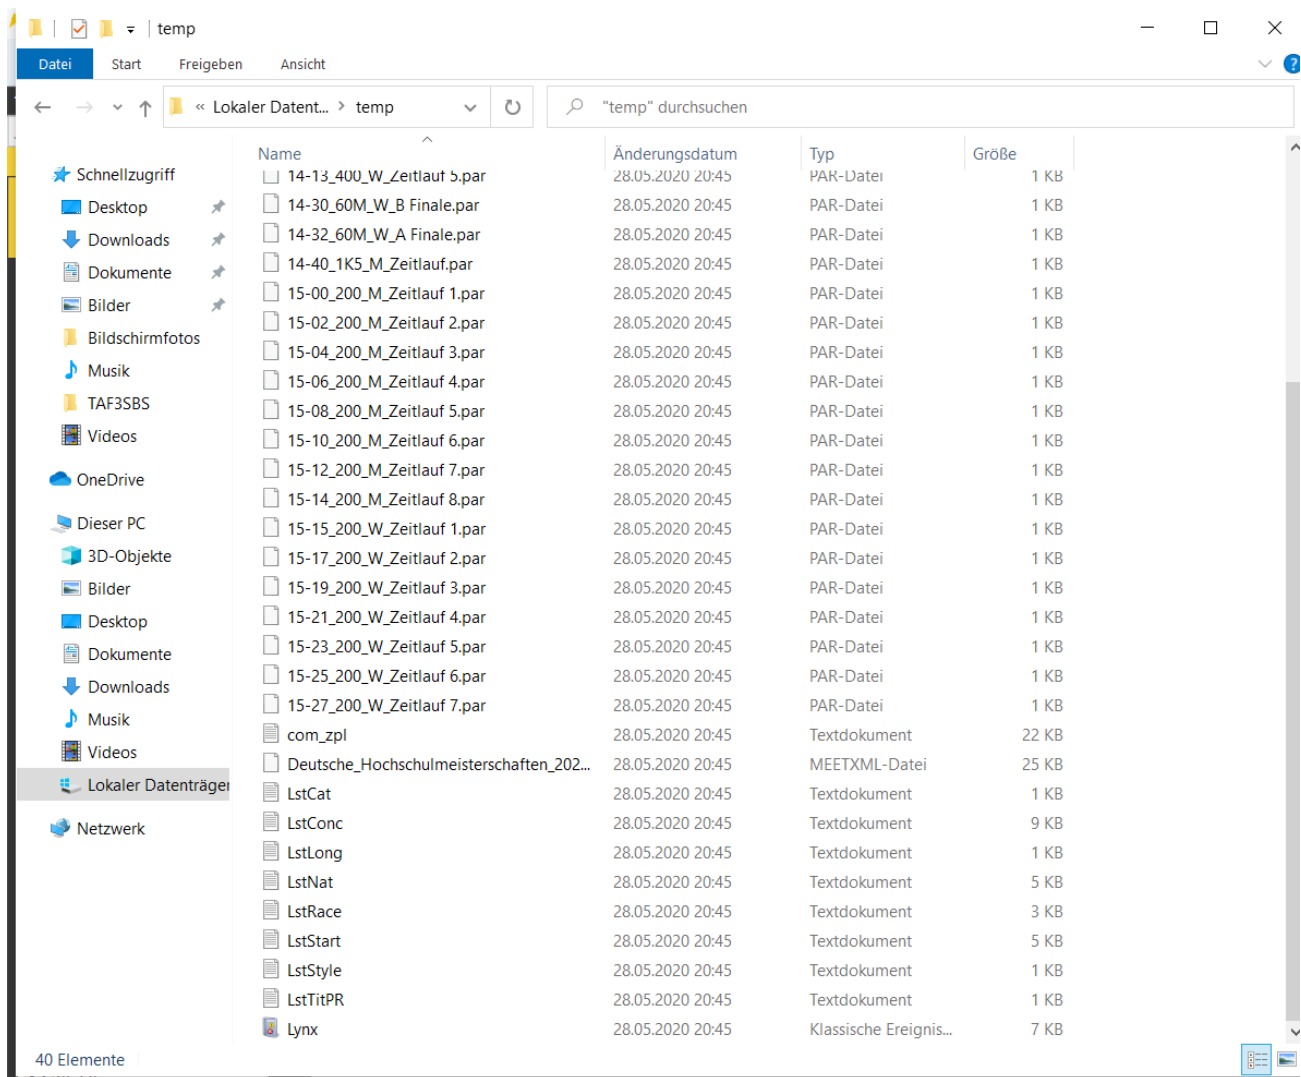 temp
Datei Start Freigeben Ansicht
« Lokaler Datent... > temp "temp" durchsuchen
Name Änderungsdatum Typ Größe
Schnellzugriff
Desktop
Downloads
Dokumente
Bilder
Bildschirmfotos
Musik
TAF3SBS
Videos
OneDrive
Dieser PC
3D-Objekte
Bilder
Desktop
Dokumente
Downloads
Musik
Videos
Lokaler Datenträger
Netzwerk
14-13_400_W_Zeitlauf 5.par 28.05.2020 20:45 PAR-Datei 1 KB
14-30_60M_W_B Finale.par 28.05.2020 20:45 PAR-Datei 1 KB
14-32_60M_W_A Finale.par 28.05.2020 20:45 PAR-Datei 1 KB
14-40_1K5_M_Zeitlauf.par 28.05.2020 20:45 PAR-Datei 1 KB
15-00_200_M_Zeitlauf 1.par 28.05.2020 20:45 PAR-Datei 1 KB
15-02_200_M_Zeitlauf 2.par 28.05.2020 20:45 PAR-Datei 1 KB
15-04_200_M_Zeitlauf 3.par 28.05.2020 20:45 PAR-Datei 1 KB
15-06_200_M_Zeitlauf 4.par 28.05.2020 20:45 PAR-Datei 1 KB
15-08_200_M_Zeitlauf 5.par 28.05.2020 20:45 PAR-Datei 1 KB
15-10_200_M_Zeitlauf 6.par 28.05.2020 20:45 PAR-Datei 1 KB
15-12_200_M_Zeitlauf 7.par 28.05.2020 20:45 PAR-Datei 1 KB
15-14_200_M_Zeitlauf 8.par 28.05.2020 20:45 PAR-Datei 1 KB
15-15_200_W_Zeitlauf 1.par 28.05.2020 20:45 PAR-Datei 1 KB
15-17_200_W_Zeitlauf 2.par 28.05.2020 20:45 PAR-Datei 1 KB
15-19_200_W_Zeitlauf 3.par 28.05.2020 20:45 PAR-Datei 1 KB
15-21_200_W_Zeitlauf 4.par 28.05.2020 20:45 PAR-Datei 1 KB
15-23_200_W_Zeitlauf 5.par 28.05.2020 20:45 PAR-Datei 1 KB
15-25_200_W_Zeitlauf 6.par 28.05.2020 20:45 PAR-Datei 1 KB
15-27_200_W_Zeitlauf 7.par 28.05.2020 20:45 PAR-Datei 1 KB
com_zpl 28.05.2020 20:45 Textdokument 22 KB
Deutsche_Hochschulmeisterschaften_202... 28.05.2020 20:45 MEETXML-Datei 25 KB
LstCat 28.05.2020 20:45 Textdokument 1 KB
LstConc 28.05.2020 20:45 Textdokument 9 KB
LstLong 28.05.2020 20:45 Textdokument 1 KB
LstNat 28.05.2020 20:45 Textdokument 5 KB
LstRace 28.05.2020 20:45 Textdokument 3 KB
LstStart 28.05.2020 20:45 Textdokument 5 KB
LstStyle 28.05.2020 20:45 Textdokument 1 KB
LstTitPR 28.05.2020 20:45 Textdokument 1 KB
Lynx 28.05.2020 20:45 Klassische Ereignis... 7 KB
40 Elemente